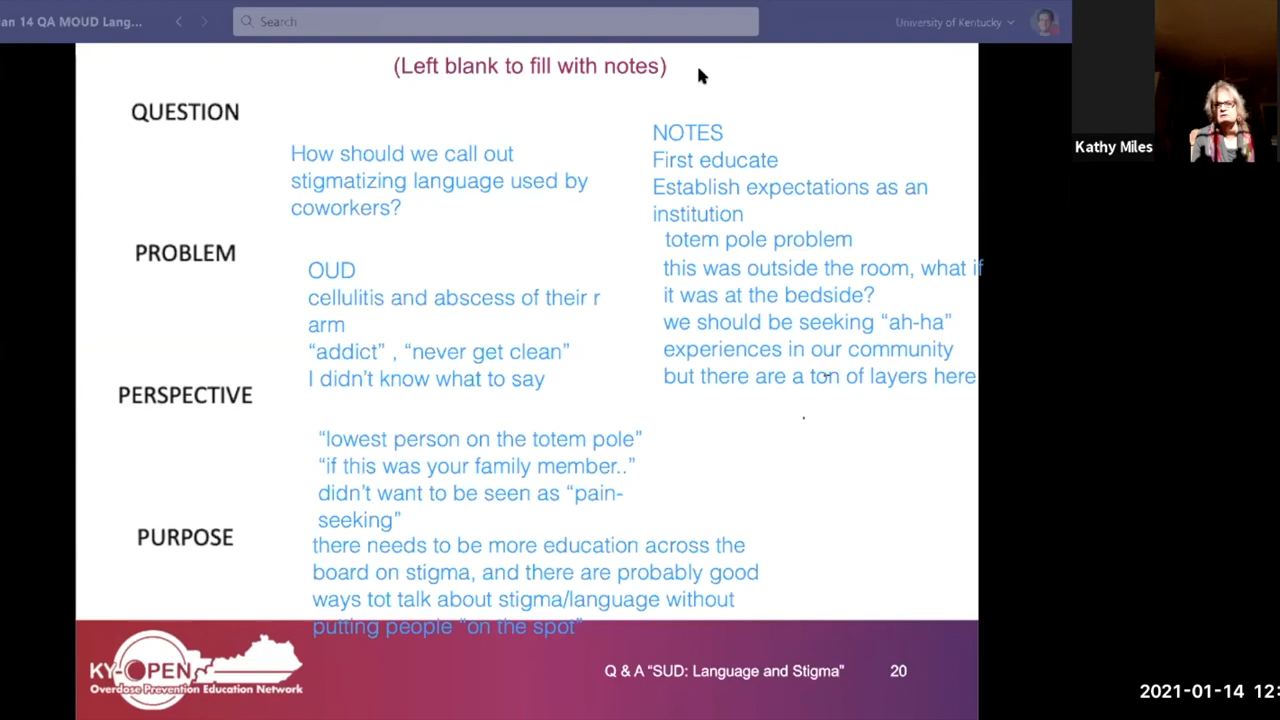 an 14 QA MOUD Lang...
Search
University of Kentucky
(Left blank to fill with notes)
QUESTION
How should we call out
stigmatizing language used by
coworkers?
PROBLEM
OUD
cellulitis and abscess of their r
arm
“addict” , “never get clean”
I didn’t know what to say
PERSPECTIVE
“lowest person on the totem pole”
“if this was your family member..”
didn’t want to be seen as “pain-
seeking”
PURPOSE
there needs to be more education across the
board on stigma, and there are probably good
ways tot talk about stigma/language without
putting people “on the spot”
NOTES
First educate
Establish expectations as an
institution
totem pole problem
this was outside the room, what if
it was at the bedside?
we should be seeking “ah-ha”
experiences in our community
but there are a ton of layers here
Kathy Miles
KY-OPEN
Overdose Prevention Education Network
Q & A “SUD: Language and Stigma”
20
2021-01-14 12: